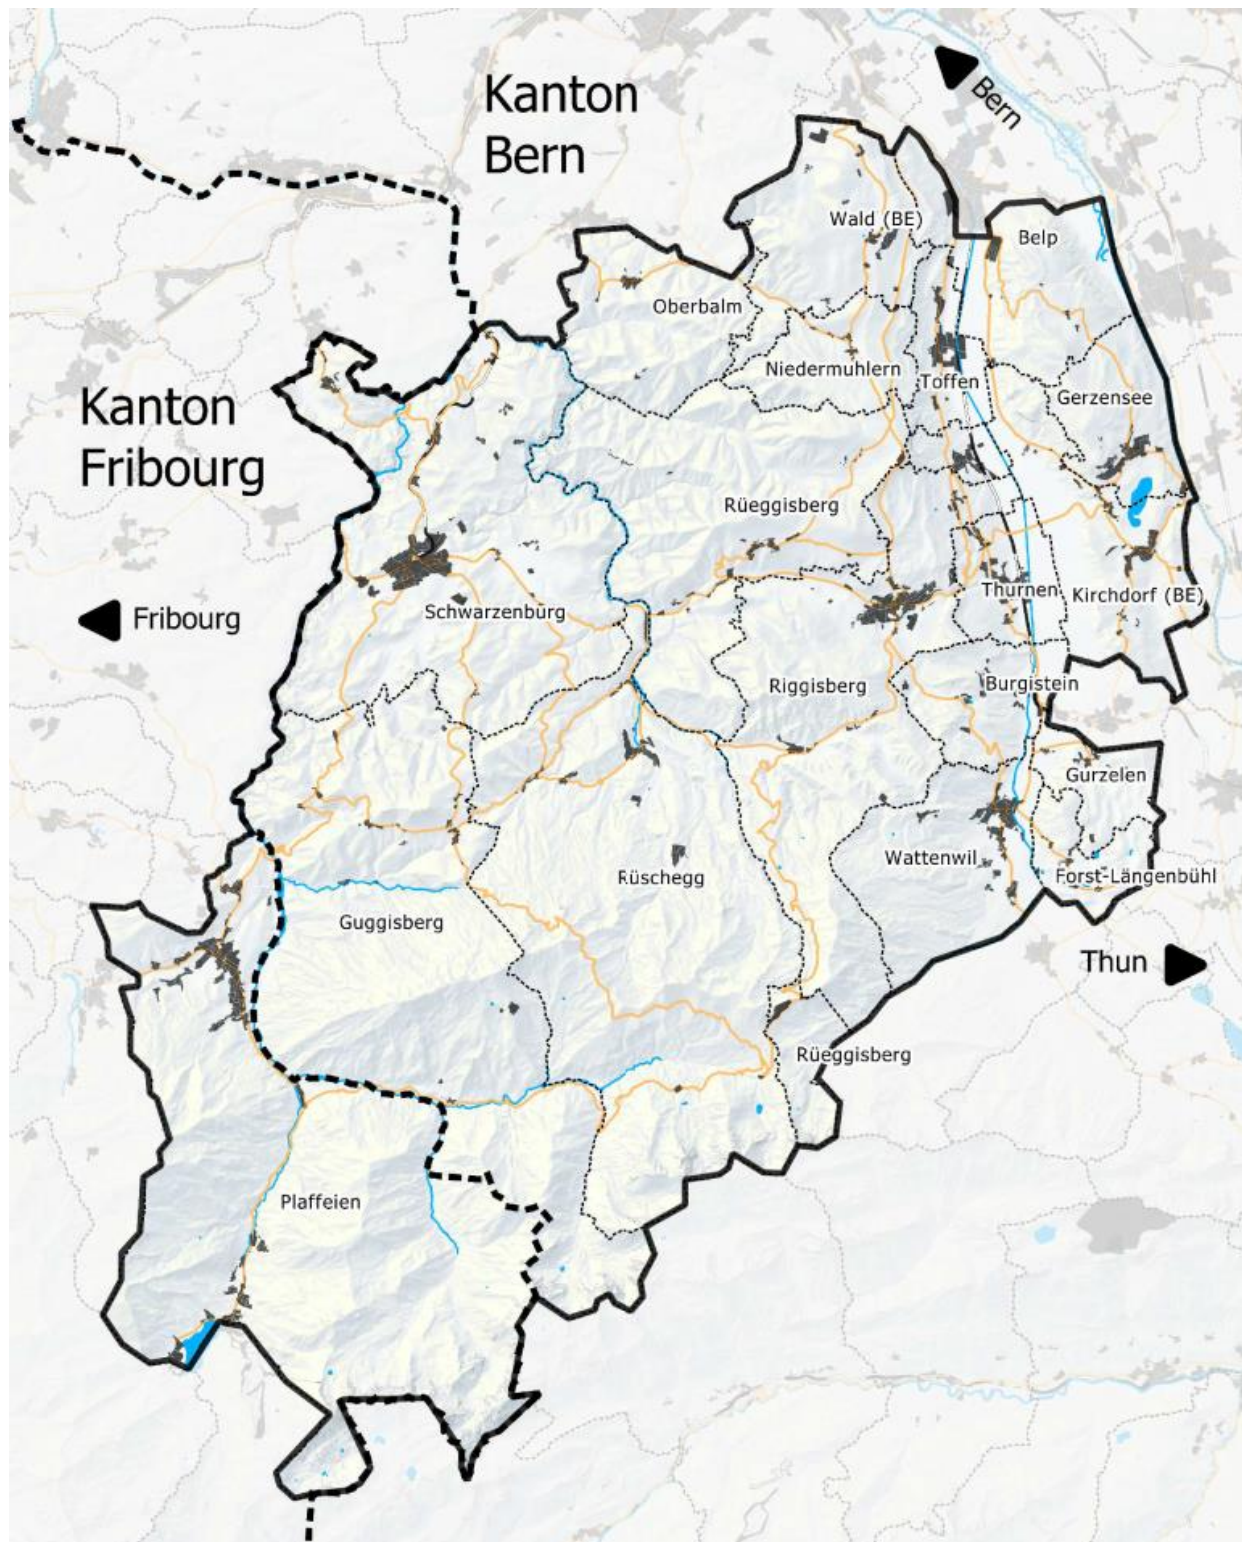 Kanton
Bern
Bern
Wald (BE)
Belp
Oberbalm
Niedermuhlern
Toffen
Gerzensee
Kanton
Fribourg
Rüeggisberg
Thurnen
Kirchdorf (BE)
Fribourg
Schwarzenburg
Riggisberg
Burgistein
Gurzelen
Wattenwil
Rüschegg
Forst-Längenbühl
Guggisberg
Thun
Rüeggisberg
Plaffeien